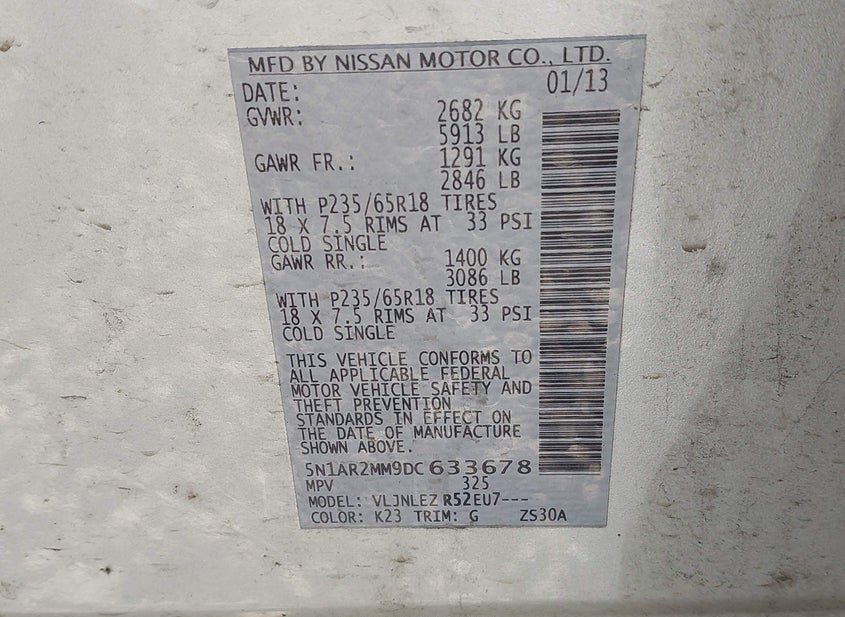 MFD BY NISSAN MOTOR CO., LTD.
DATE: 01/13
GVWR: 2682 KG
5913 LB
GAWR FR.: 1291 KG
2846 LB
WITH P235/65R18 TIRES
18 X 7.5 RIMS AT 33 PSI
COLD SINGLE
GAWR RR.: 1400 KG
3086 LB
WITH P235/65R18 TIRES
18 X 7.5 RIMS AT 33 PSI
COLD SINGLE
THIS VEHICLE CONFORMS TO
ALL APPLICABLE FEDERAL
MOTOR VEHICLE SAFETY AND
THEFT PREVENTION
STANDARDS IN EFFECT ON
THE DATE OF MANUFACTURE
SHOWN ABOVE.
5N1AR2MM9DC633678
MPV 325
MODEL: VLJNLEZ R52EU7---
COLOR: K23 TRIM: G ZS30A